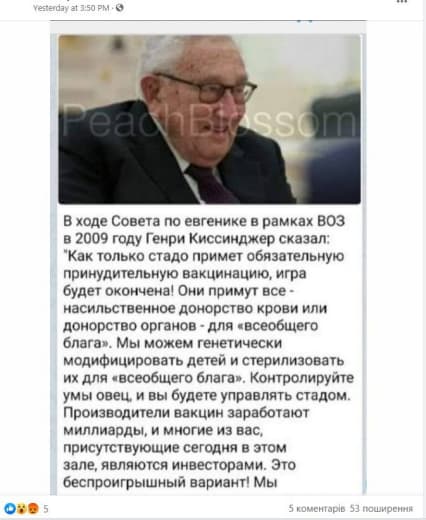 Yesterday at 3:50 PM ·
PeachBlossom
В ходе Совета по евгенике в рамках ВОЗ
в 2009 году Генри Киссинджер сказал:
"Как только стадо примет обязательную
принудительную вакцинацию, игра
будет окончена! Они примут все -
насильственное донорство крови или
донорство органов - для «всеобщего
блага». Мы можем генетически
модифицировать детей и стерилизовать
их для «всеобщего блага». Контролируйте
умы овец, и вы будете управлять стадом.
Производители вакцин заработают
миллиарды, и многие из вас,
присутствующие сегодня в этом
зале, являются инвесторами. Это
беспроигрышный вариант! Мы
5
5 коментарів 53 поширення